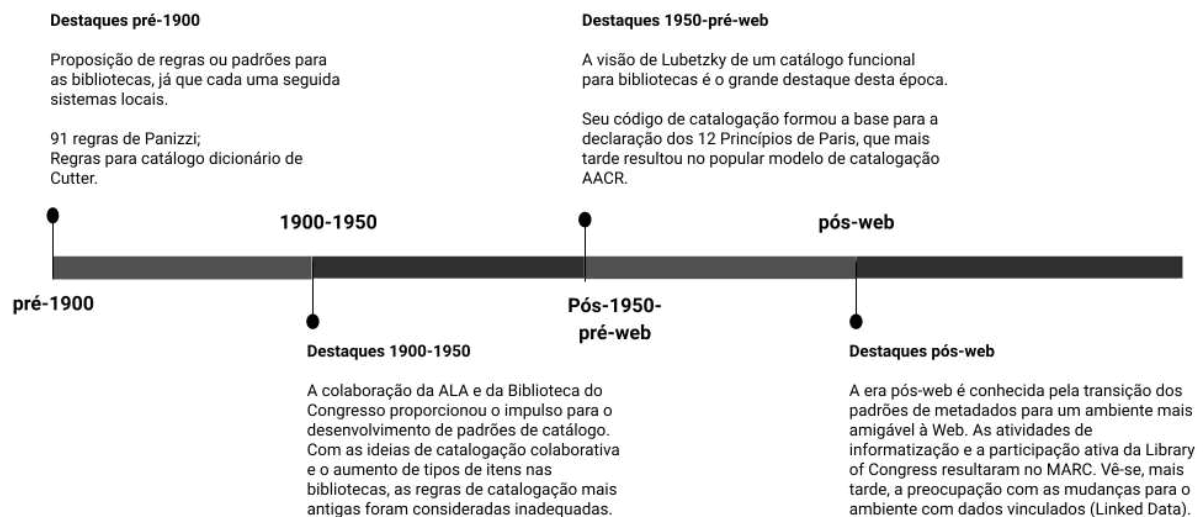 Destaques pré-1900
Proposição de regras ou padrões para
as bibliotecas, já que cada uma seguida
sistemas locais.
91 regras de Panizzi;
Regras para catálogo dicionário de
Cutter.
Destaques 1950-pré-web
A visão de Lubetzky de um catálogo funcional
para bibliotecas é o grande destaque desta época.
Seu código de catalogação formou a base para a
declaração dos 12 Princípios de Paris, que mais
tarde resultou no popular modelo de catalogação
AACR.
1900-1950
pós-web
pré-1900
Pós-1950-
pré-web
Destaques 1900-1950
A colaboração da ALA e da Biblioteca do
Congresso proporcionou o impulso para o
desenvolvimento de padrões de catálogo.
Com as ideias de catalogação colaborativa
e o aumento de tipos de itens nas
bibliotecas, as regras de catalogação mais
antigas foram consideradas inadequadas.
Destaques pós-web
A era pós-web é conhecida pela transição dos
padrões de metadados para um ambiente mais
amigável à Web. As atividades de
informatização e a participação ativa da Library
of Congress resultaram no MARC. Vê-se, mais
tarde, a preocupação com as mudanças para o
ambiente com dados vinculados (Linked Data).